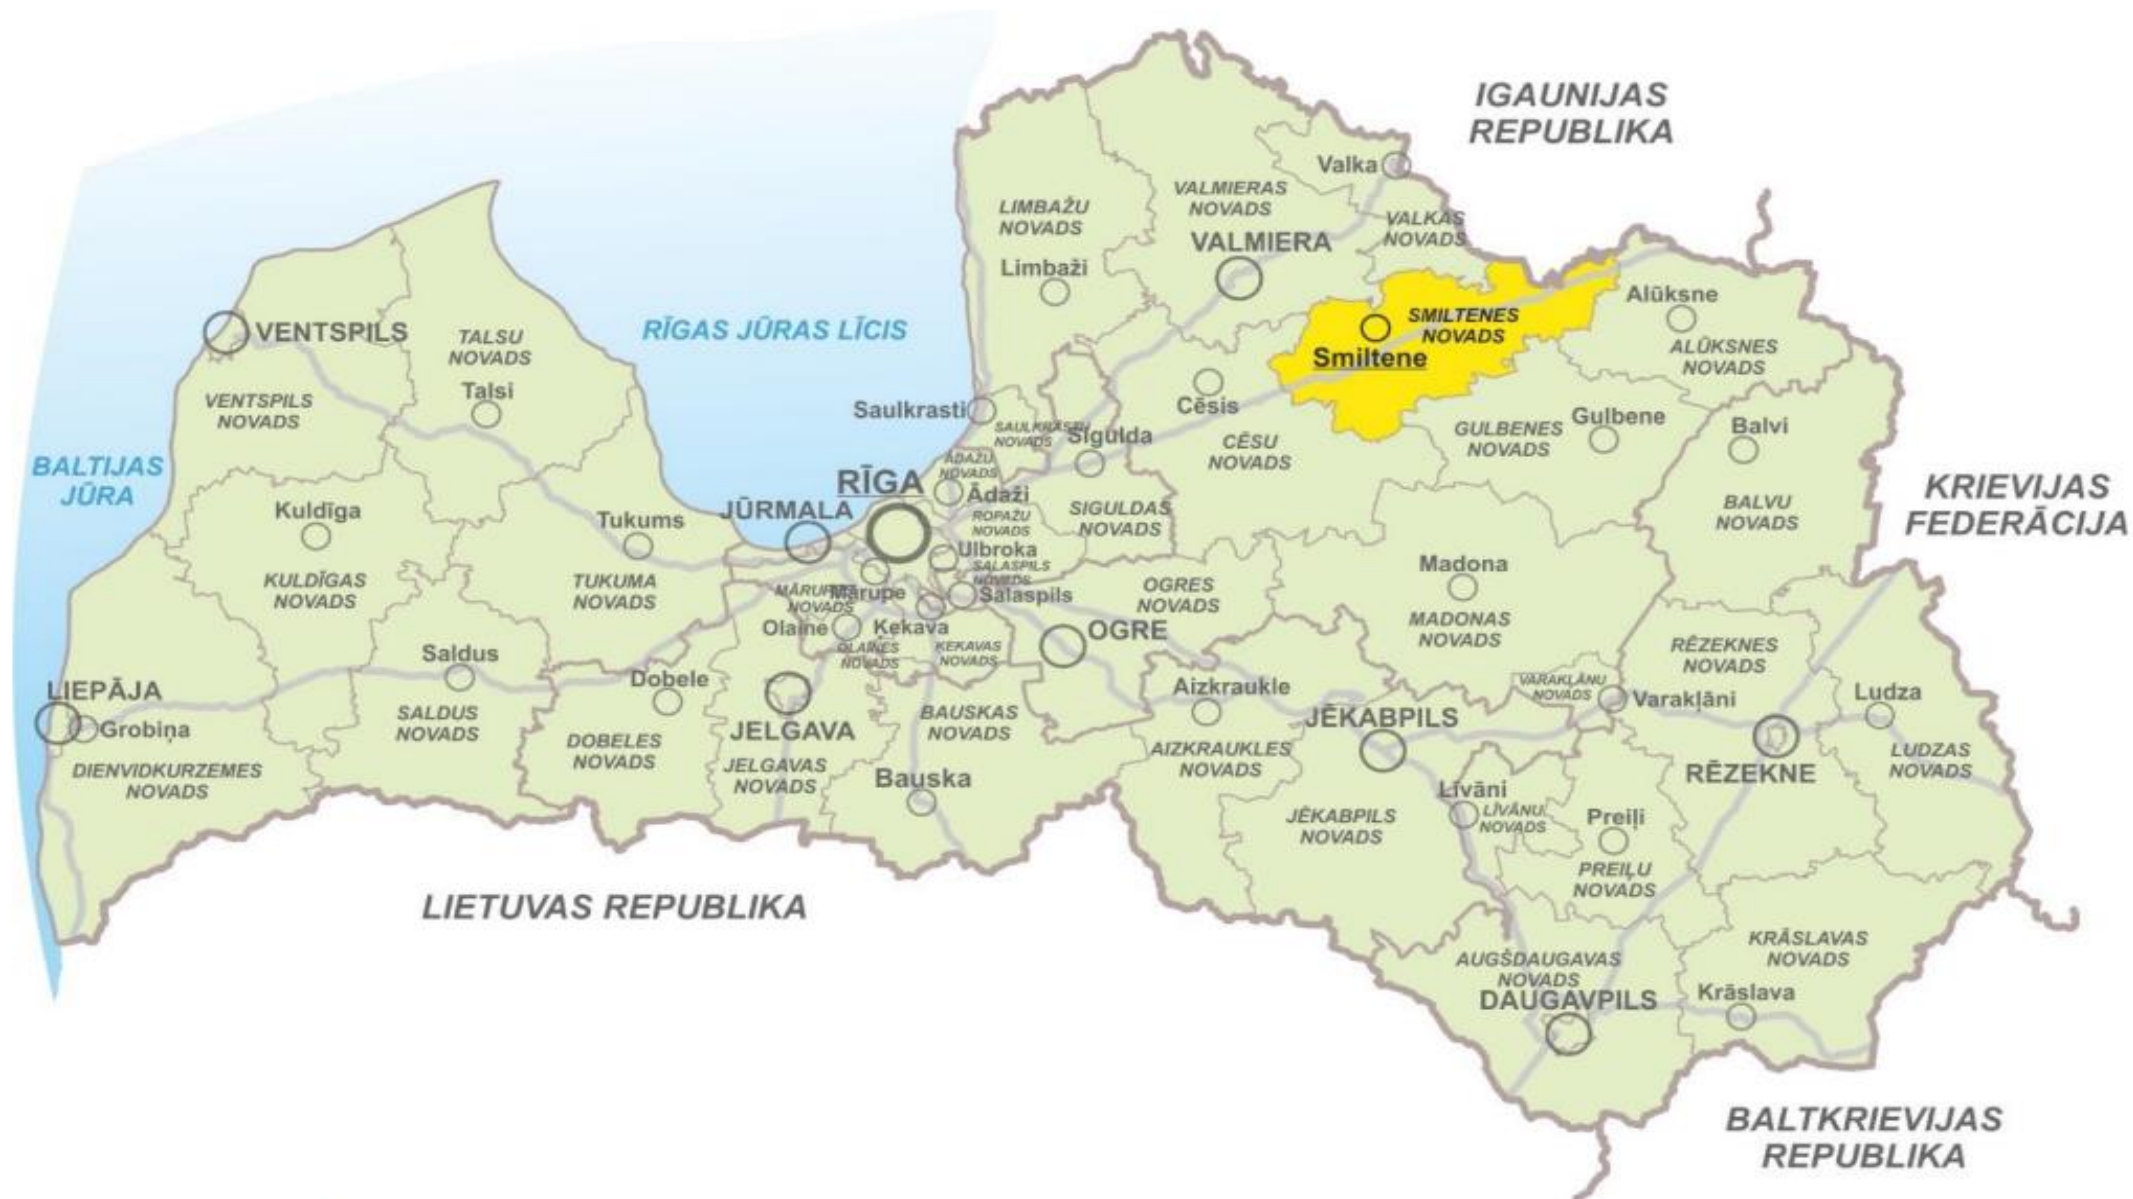 IGAUNIJAS
REPUBLIKA
Valka
VALMIERAS
NOVADS
LIMBAŽU
NOVADS
VALKAS
NOVADS
VALMIERA
Limbaži
Alūksne
SMILTENES
NOVADS
Smiltene
ALŪKSNES
NOVADS
RĪGAS JŪRAS LĪCIS
VENTSPILS
TALSU
NOVADS
Talsi
VENTSPILS
NOVADS
Saulkrasti
SAULKRASTU
NOVADS
Cēsis
Sigulda
CĒSU
NOVADS
GULBENES
NOVADS
Gulbene
Balvi
BALTIJAS
JŪRA
ĀDAŽU
NOVADS
RĪGA
Ādaži
KRIEVIJAS
FEDERĀCIJA
Kuldīga
Tukums
JŪRMALA
ROPAŽU
NOVADS
SIGULDAS
NOVADS
BALVU
NOVADS
Ulbroka
SALASPILS
NOVEDS
Madona
KULDĪGAS
NOVADS
TUKUMA
NOVADS
MĀRUPES
NOVADS
Mārupe
Salaspils
OGRES
NOVADS
MADONAS
NOVADS
Olaine
Ķekava
OGRE
OLAINES
NOVADS
ĶEKAVAS
NOVADS
RĒZEKNES
NOVADS
Saldus
Dobele
Aizkraukle
VARAKĻĀNU
NOVADS
Varakļāni
Ludza
LIEPĀJA
Grobiņa
SALDUS
NOVADS
JELGAVA
BAUSKAS
NOVADS
JĒKABPILS
DIENVIDKURZEMES
NOVADS
DOBELES
NOVADS
JELGAVAS
NOVADS
Bauska
AIZKRAUKLES
NOVADS
RĒZEKNE
LUDZAS
NOVADS
Līvāni
LĪVĀNU
NOVADS
JĒKABPILS
NOVADS
Preiļi
PREIĻU
NOVADS
LIETUVAS REPUBLIKA
KRĀSLAVAS
NOVADS
AUGŠDAUGAVAS
NOVADS
DAUGAVPILS
Krāslava
BALTKRIEVIJAS
REPUBLIKA